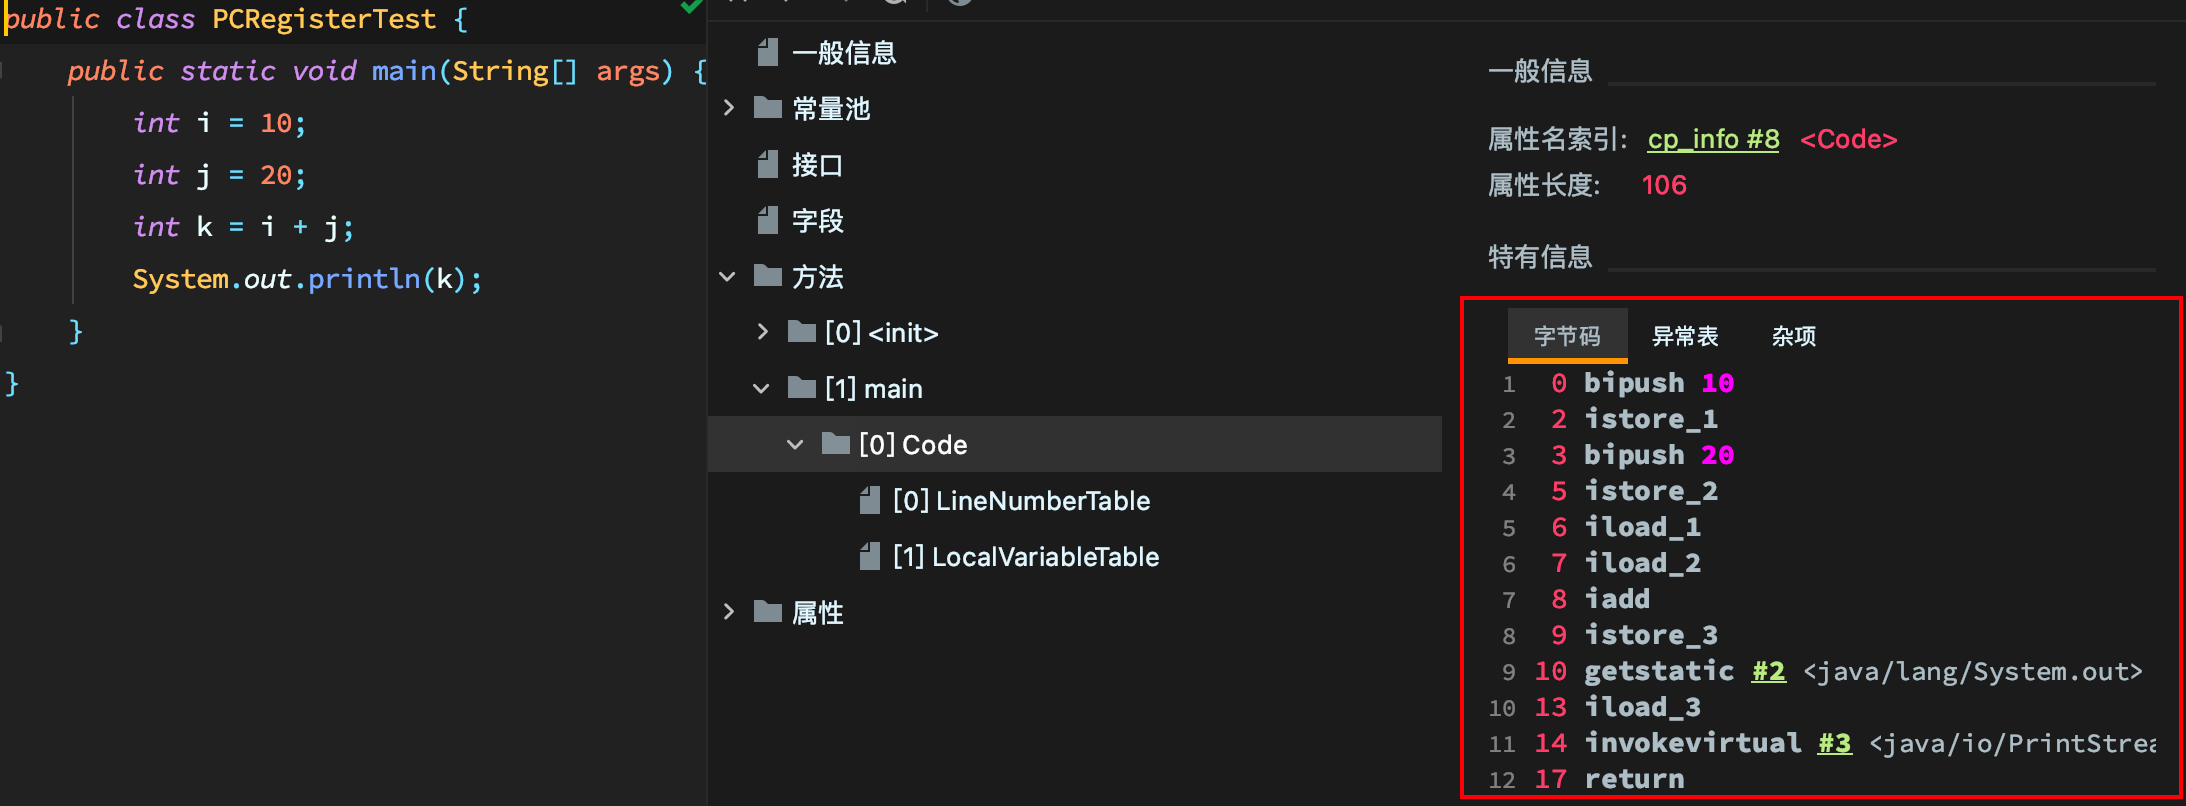 public class PCRegisterTest {
public static void main(String[] args) {
int i = 10;
int j = 20;
int k = i + j;
System.out.println(k);
}
}
一般信息
常量池
接口
字段
方法
[0] <init>
[1] main
[0] Code
[0] LineNumberTable
[1] LocalVariableTable
属性
一般信息
属性名索引: cp_info #8 <Code>
属性长度: 106
特有信息
字节码 异常表 杂项
1 0 bipush 10
2 2 istore_1
3 3 bipush 20
4 5 istore_2
5 6 iload_1
6 7 iload_2
7 8 iadd
8 9 istore_3
9 10 getstatic #2 <java/lang/System.out>
10 13 iload_3
11 14 invokevirtual #3 <java/io/PrintStrea
12 17 return